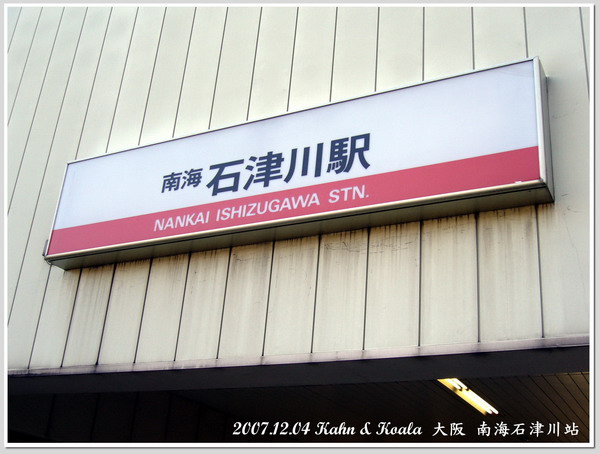 南海 石津川駅
NANKAI ISHIZUGAWA STN.
2007.12.04 Kahn & Koala 大阪 南海石津川站